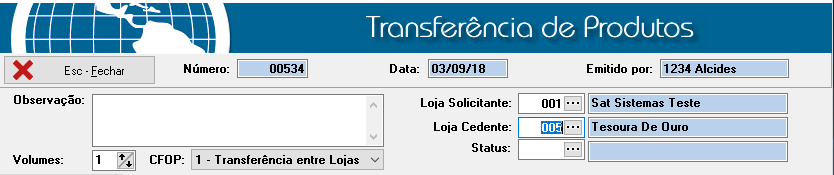 Transferência de Produtos
Esc - Fechar Número: 00534 Data: 03/09/18 Emitido por: 1234 Alcides
Observação: Loja Solicitante: 001 ... Sat Sistemas Teste
Loja Cedente: 005 ... Tesoura De Ouro
Status: ...
Volumes: 1 CFOP: 1 - Transferência entre Lojas